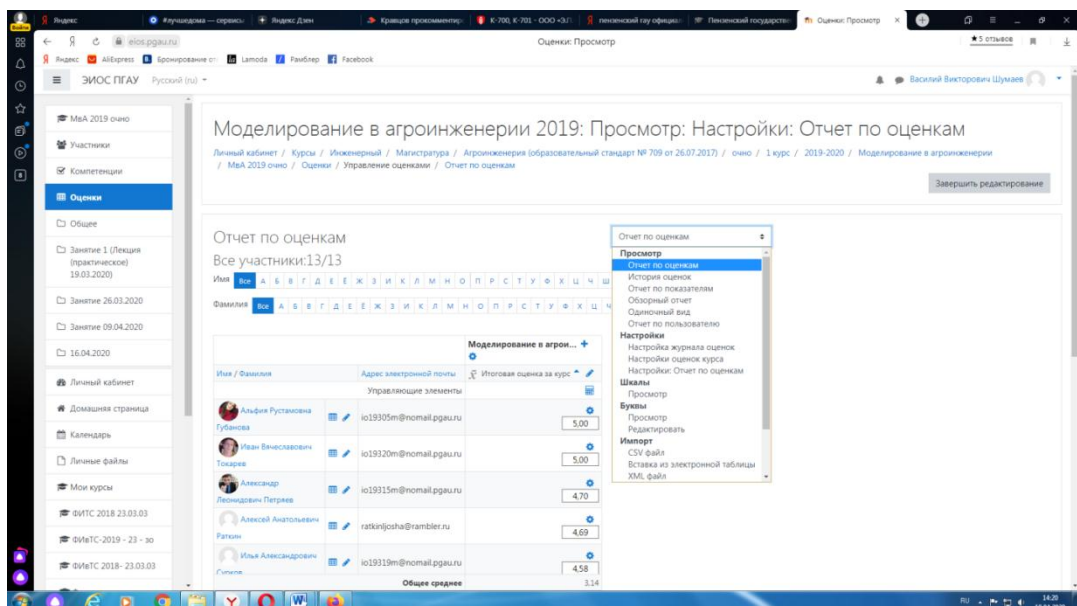 Войти
Яндекс
#лучшедома — сервисы
Яндекс Дзен
Кравцов прокомментир
К-700, К-701 - ООО «ЭЛ
пензенский гау официал
Пензенский государствен
Оценки: Просмотр
eios.pgau.ru
Оценки: Просмотр
★ 5 отзывов
Яндекс AliExpress Бронирование от Lamoda Рамблер Facebook
ЭИОС ПГАУ Русский (ru)
Василий Викторович Шумаев
МвА 2019 очно
Участники
Компетенции
Оценки
Общее
Занятие 1 (Лекция
(практическое)
19.03.2020)
Занятие 26.03.2020
Занятие 09.04.2020
16.04.2020
Личный кабинет
Домашняя страница
Календарь
Личные файлы
Мои курсы
ФИТС 2018 23.03.03
ФИвТС-2019 - 23 - зо
ФИвТС 2018- 23.03.03
Моделирование в агроинженерии 2019: Просмотр: Настройки: Отчет по оценкам
Личный кабинет / Курсы / Инженерный / Магистратура / Агроинженерия (образовательный стандарт № 709 от 26.07.2017) / очно / 1 курс / 2019-2020 / Моделирование в агроинженерии
/ МвА 2019 очно / Оценки / Управление оценками / Отчет по оценкам
Завершить редактирование
Отчет по оценкам
Все участники:13/13
Имя Все А Б В Г Д Е Ё Ж З И К Л М Н О П Р С Т У Ф Х Ц Ч Ш
Фамилия Все А Б В Г Д Е Ё Ж З И К Л М Н О П Р С Т У Ф Х Ц Ч
Моделирование в агрои...
Имя / Фамилия Адрес электронной почты Итоговая оценка за курс
Управляющие элементы
Альфия Рустамовна
Губанова
io19305m@nomail.pgau.ru
5,00
Иван Вячеславович
Токарев
io19320m@nomail.pgau.ru
5,00
Александр
Леонидович Петряев
io19315m@nomail.pgau.ru
4,70
Алексей Анатольевич
Раткин
ratkinljosha@rambler.ru
4,69
Илья Александрович
Сурков
io19319m@nomail.pgau.ru
4,58
Общее среднее 3,14
Отчет по оценкам
Просмотр
Отчет по оценкам
История оценок
Отчет по показателям
Обзорный отчет
Одиночный вид
Отчет по пользователю
Настройки
Настройка журнала оценок
Настройки оценок курса
Настройки: Отчет по оценкам
Шкалы
Просмотр
Буквы
Просмотр
Редактировать
Импорт
CSV файл
Вставка из электронной таблицы
XML файл
RU
14:20